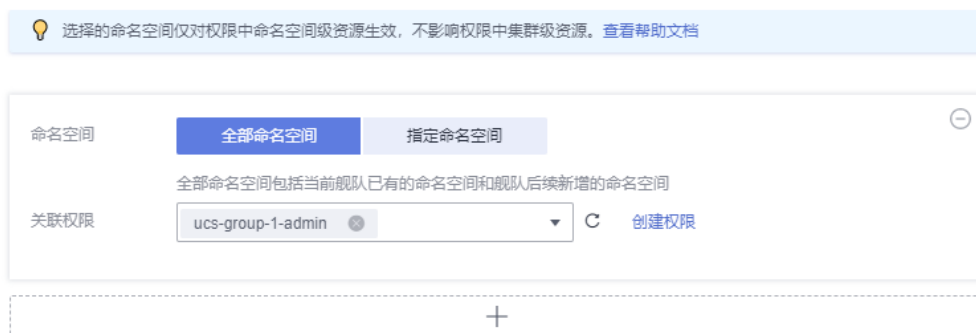 选择的命名空间仅对权限中命名空间级资源生效，不影响权限中集群级资源。查看帮助文档
命名空间 全部命名空间 指定命名空间
全部命名空间包括当前舰队已有的命名空间和舰队后续新增的命名空间
关联权限 ucs-group-1-admin 创建权限